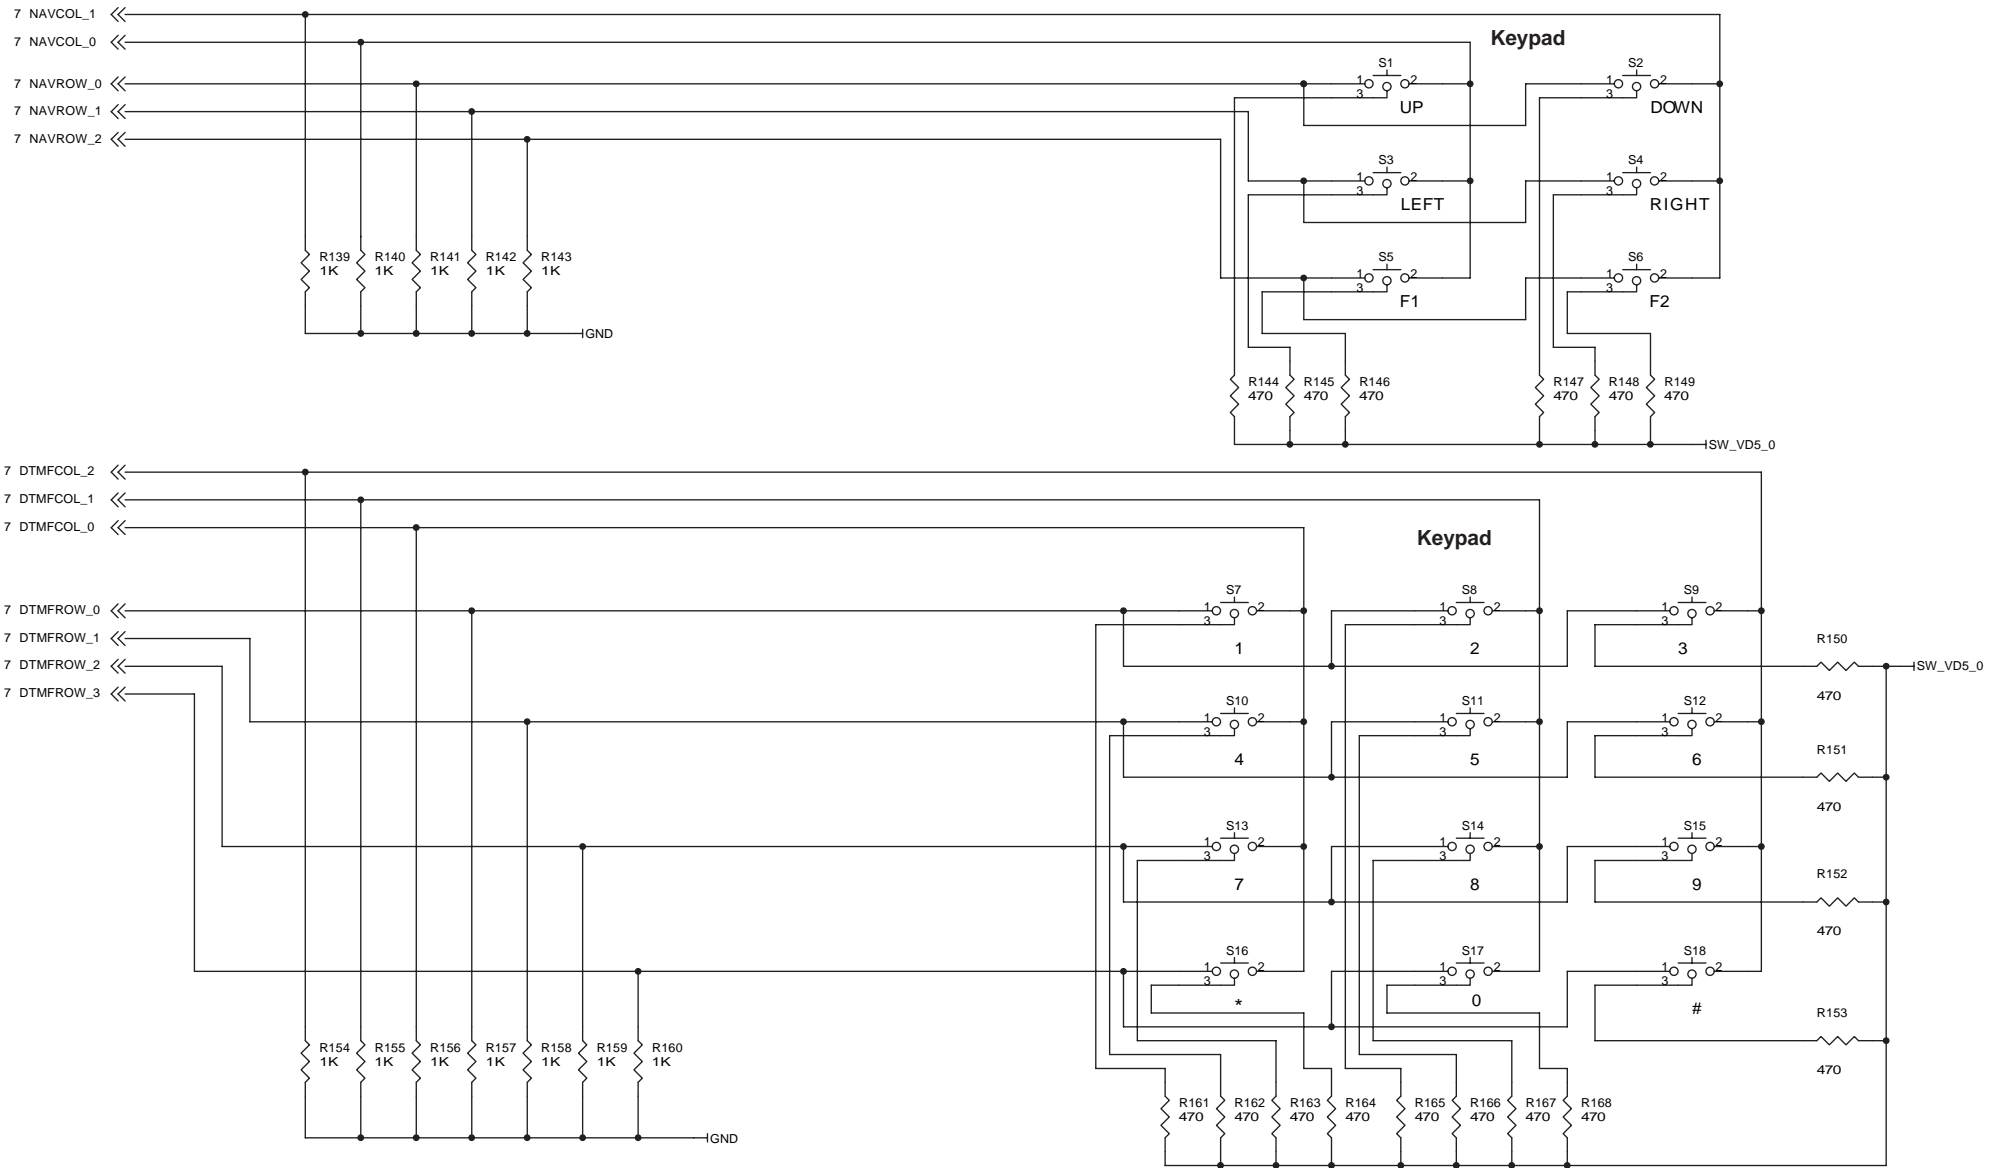 7 NAVCOL_1
7 NAVCOL_0
Keypad
7 NAVROW_0
7 NAVROW_1
7 NAVROW_2
S1
1 2
3
UP
S2
1 2
3
DOWN
S3
1 2
3
LEFT
S4
1 2
3
RIGHT
S5
1 2
3
F1
S6
1 2
3
F2
R139
1K
R140
1K
R141
1K
R142
1K
R143
1K
GND
R144
470
R145
470
R146
470
R147
470
R148
470
R149
470
SW_VD5_0
7 DTMFCOL_2
7 DTMFCOL_1
7 DTMFCOL_0
Keypad
7 DTMFROW_0
7 DTMFROW_1
7 DTMFROW_2
7 DTMFROW_3
S7
1 2
3
1
S8
1 2
3
2
S9
1 2
3
3
R150
470
SW_VD5_0
S10
1 2
3
4
S11
1 2
3
5
S12
1 2
3
6
R151
470
S13
1 2
3
7
S14
1 2
3
8
S15
1 2
3
9
R152
470
S16
1 2
3
*
S17
1 2
3
0
S18
1 2
3
#
R153
470
R154
1K
R155
1K
R156
1K
R157
1K
R158
1K
R159
1K
R160
1K
GND
R161
470
R162
470
R163
470
R164
470
R165
470
R166
470
R167
470
R168
470